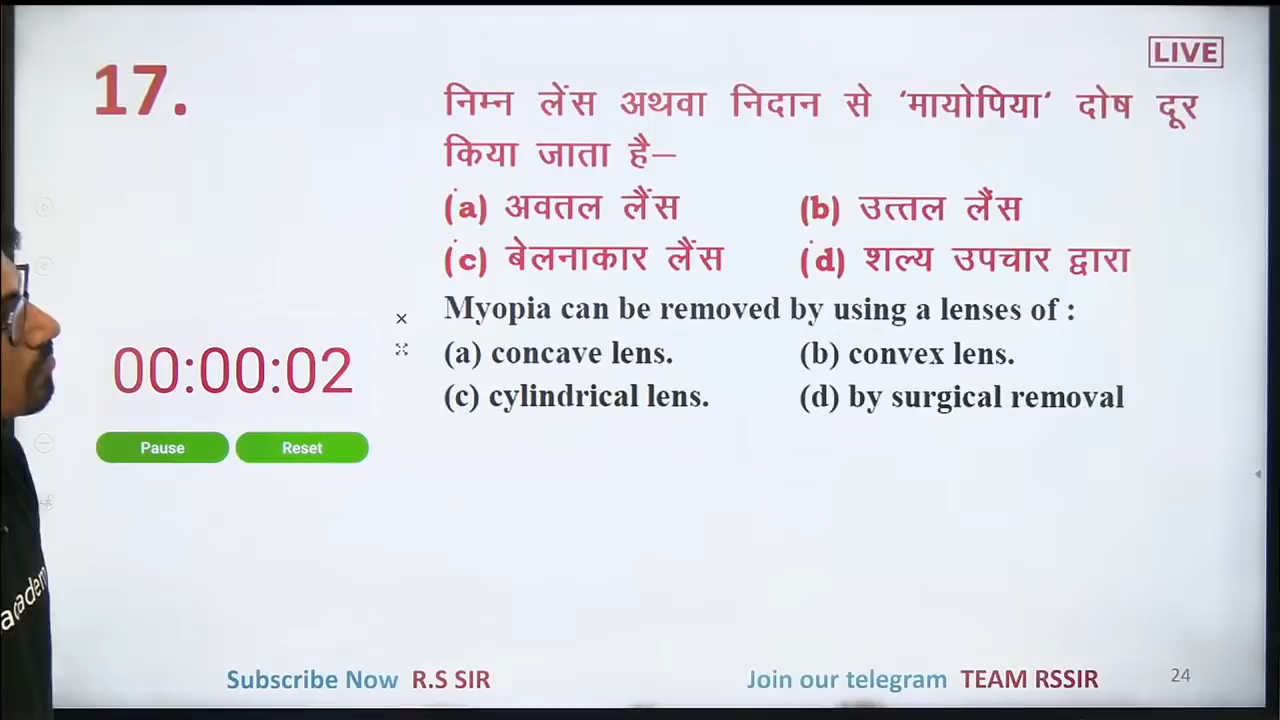 LIVE
17.
निम्न लेंस अथवा निदान से ‘मायोपिया‘ दोष दूर
किया जाता है–
(a) अवतल लैंस (b) उत्तल लैंस
(c) बेलनाकार लैंस (d) शल्य उपचार द्वारा
Myopia can be removed by using a lenses of :
(a) concave lens. (b) convex lens.
(c) cylindrical lens. (d) by surgical removal
00:00:02
Pause Reset
academ
Subscribe Now R.S SIR Join our telegram TEAM RSSIR 24